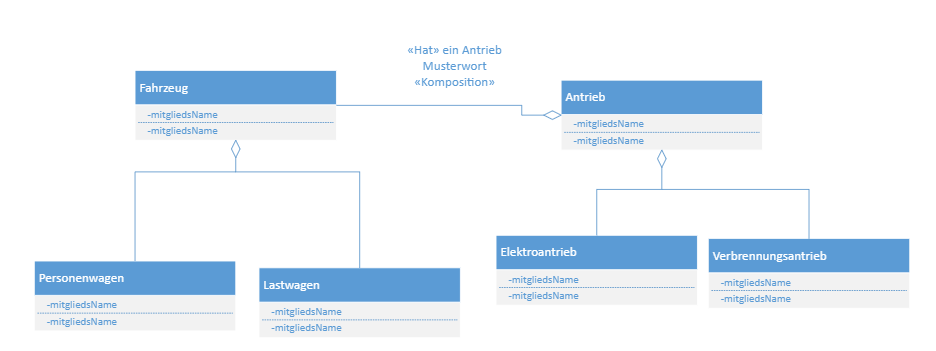 «Hat» ein Antrieb
Musterwort
«Komposition»
Fahrzeug
-mitgliedsName
-mitgliedsName
Antrieb
-mitgliedsName
-mitgliedsName
Personenwagen
-mitgliedsName
-mitgliedsName
Lastwagen
-mitgliedsName
-mitgliedsName
Elektroantrieb
-mitgliedsName
-mitgliedsName
Verbrennungsantrieb
-mitgliedsName
-mitgliedsName